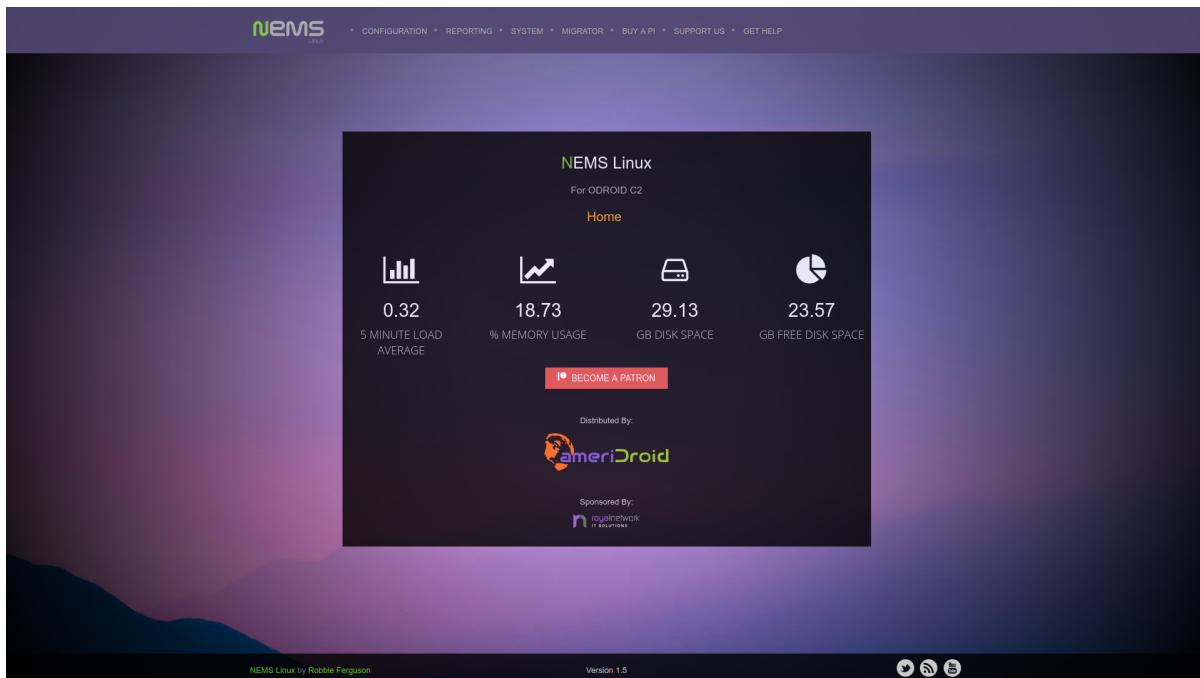 NEMS
LINUX
CONFIGURATION * REPORTING * SYSTEM * MIGRATOR * BUY A PI * SUPPORT US * GET HELP
NEMS Linux
For ODROID C2
Home
0.32 18.73 29.13 23.57
5 MINUTE LOAD % MEMORY USAGE GB DISK SPACE GB FREE DISK SPACE
AVERAGE
BECOME A PATRON
Distributed By:
ameriDroid
Sponsored By:
royalnetwork
IT SOLUTIONS
NEMS Linux by Robbie Ferguson Version 1.5 You
Tube